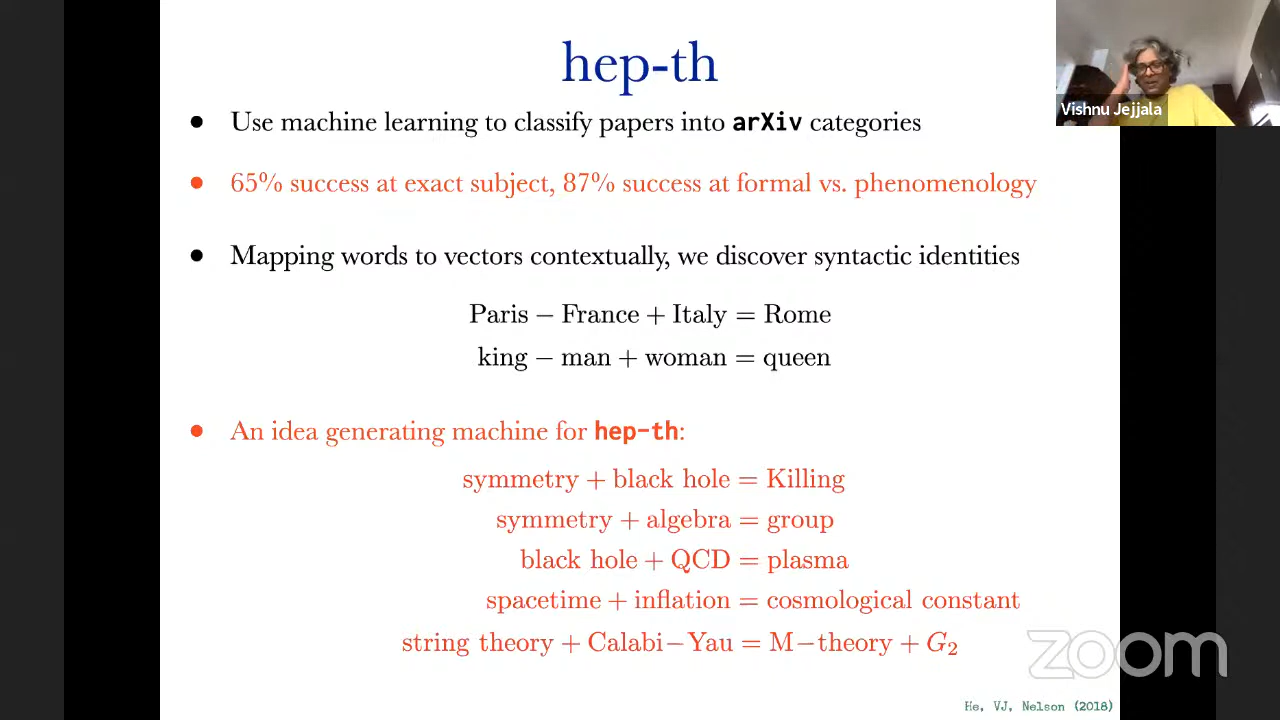 hep-th
Vishnu Jejjala
• Use machine learning to classify papers into arXiv categories
• 65% success at exact subject, 87% success at formal vs. phenomenology
• Mapping words to vectors contextually, we discover syntactic identities
Paris − France + Italy = Rome
king − man + woman = queen
• An idea generating machine for hep-th:
symmetry + black hole = Killing
symmetry + algebra = group
black hole + QCD = plasma
spacetime + inflation = cosmological constant
string theory + Calabi−Yau = M−theory + G₂
zoom
He, VJ, Nelson (2018)